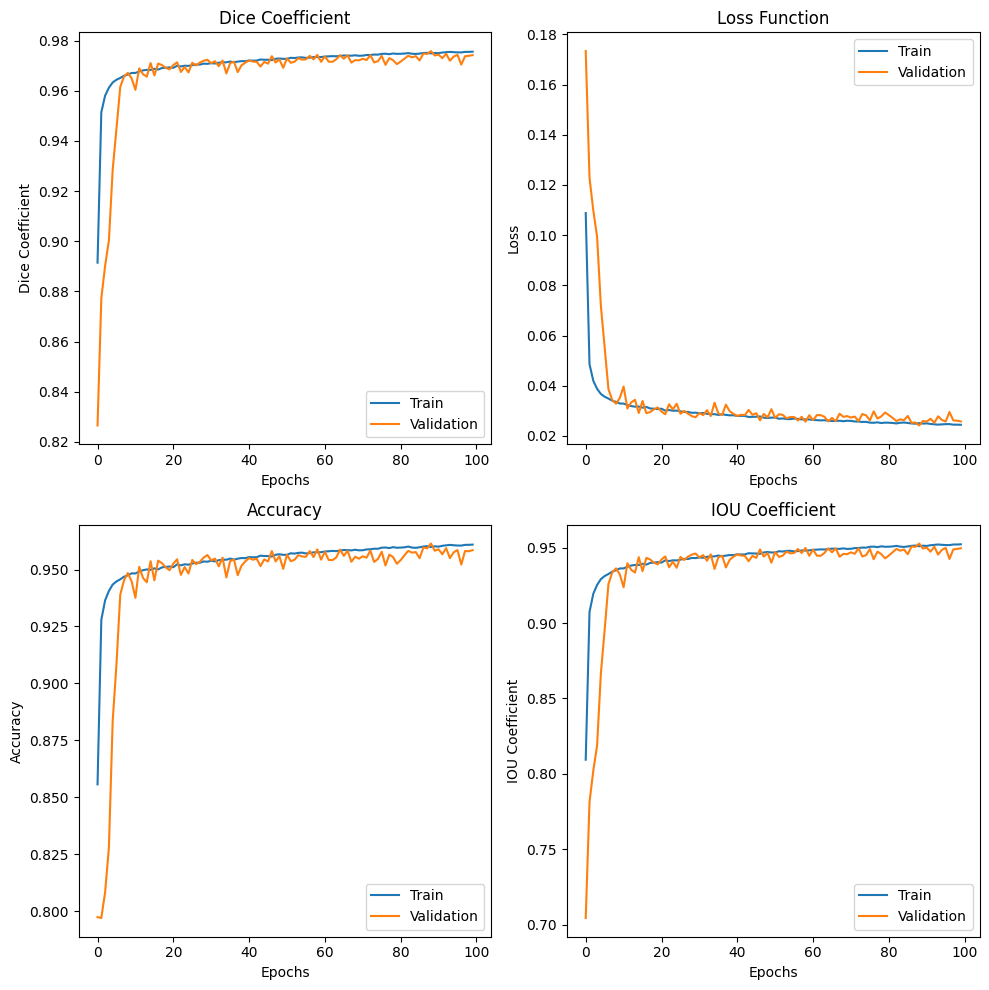 Dice Coefficient
Dice Coefficient
0.98
0.96
0.94
0.92
0.90
0.88
0.86
0.84
0.82
Train
Validation
0 20 40 60 80 100
Epochs
Loss Function
Loss
0.18
0.16
0.14
0.12
0.10
0.08
0.06
0.04
0.02
Train
Validation
0 20 40 60 80 100
Epochs
Accuracy
Accuracy
0.950
0.925
0.900
0.875
0.850
0.825
0.800
Train
Validation
0 20 40 60 80 100
Epochs
IOU Coefficient
IOU Coefficient
0.95
0.90
0.85
0.80
0.75
0.70
Train
Validation
0 20 40 60 80 100
Epochs